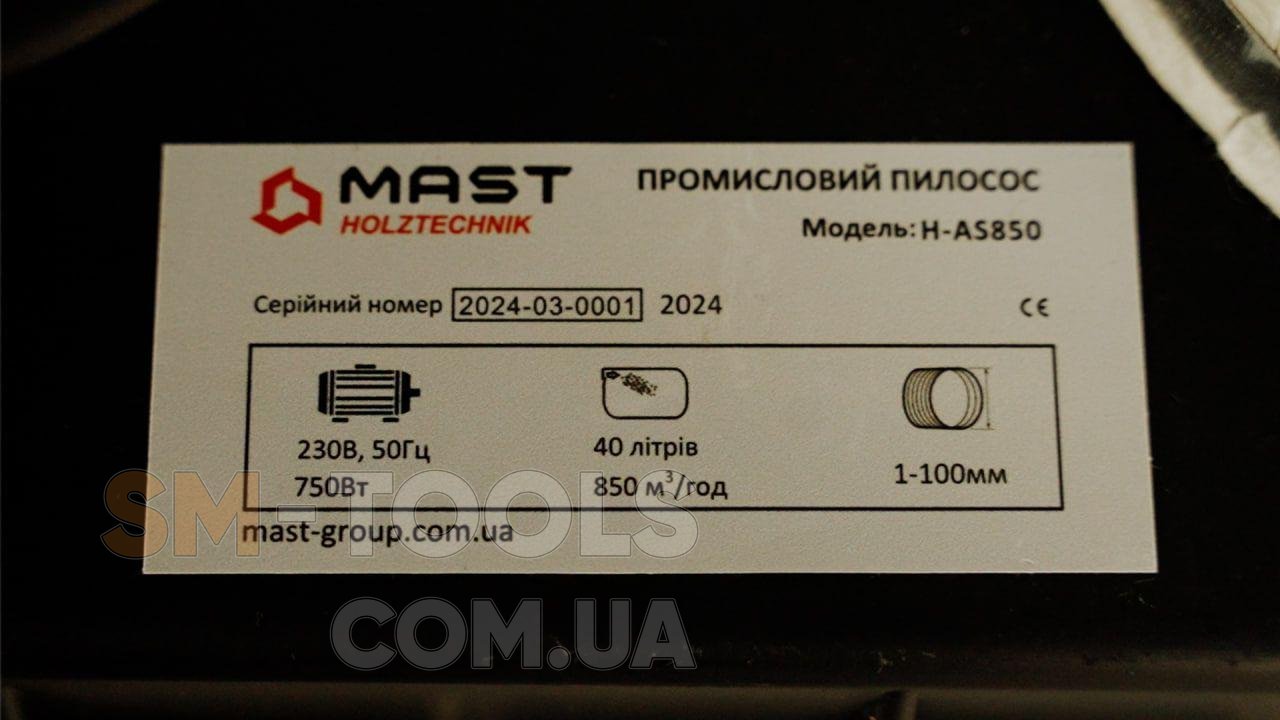 MAST
HOLZTECHNIK
ПРОМИСЛОВИЙ ПИЛОСОС
Модель: H-AS850
Серійний номер 2024-03-0001 2024
CE
230В, 50Гц
750Вт
40 літрів
850 м³/год
1-100мм
mast-group.com.ua
SM-TOOLS
COM.UA